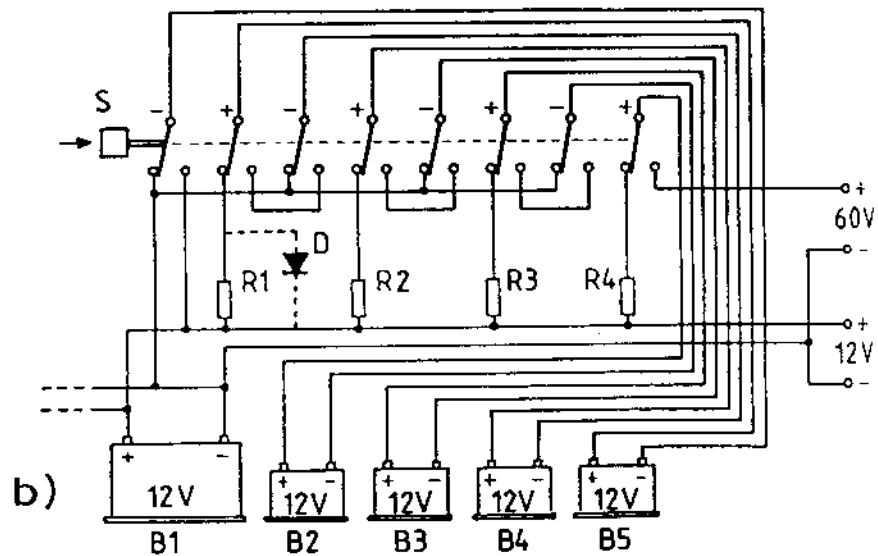 S
- + - + - + - +
+
60V
-
D
R1 R2 R3 R4
+
12V
-
b)
+ - + - + - + - + -
12V 12V 12V 12V 12V
B1 B2 B3 B4 B5